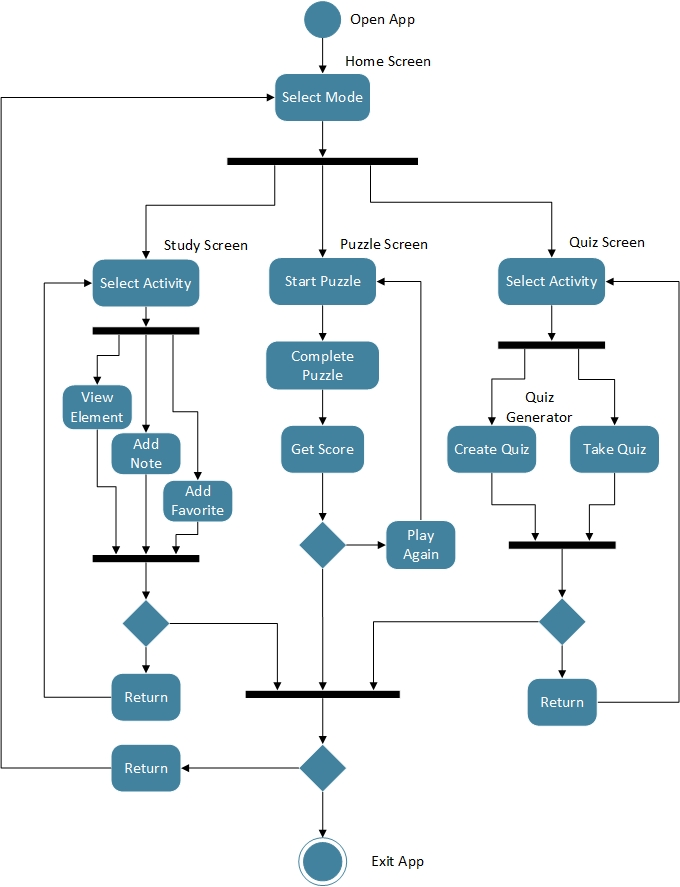 Open App
Home Screen
Select Mode
Study Screen
Puzzle Screen
Quiz Screen
Select Activity
Start Puzzle
Select Activity
Complete
Puzzle
View
Element
Quiz
Generator
Add
Note
Get Score
Create Quiz
Take Quiz
Add
Favorite
Play
Again
Return
Return
Return
Exit App